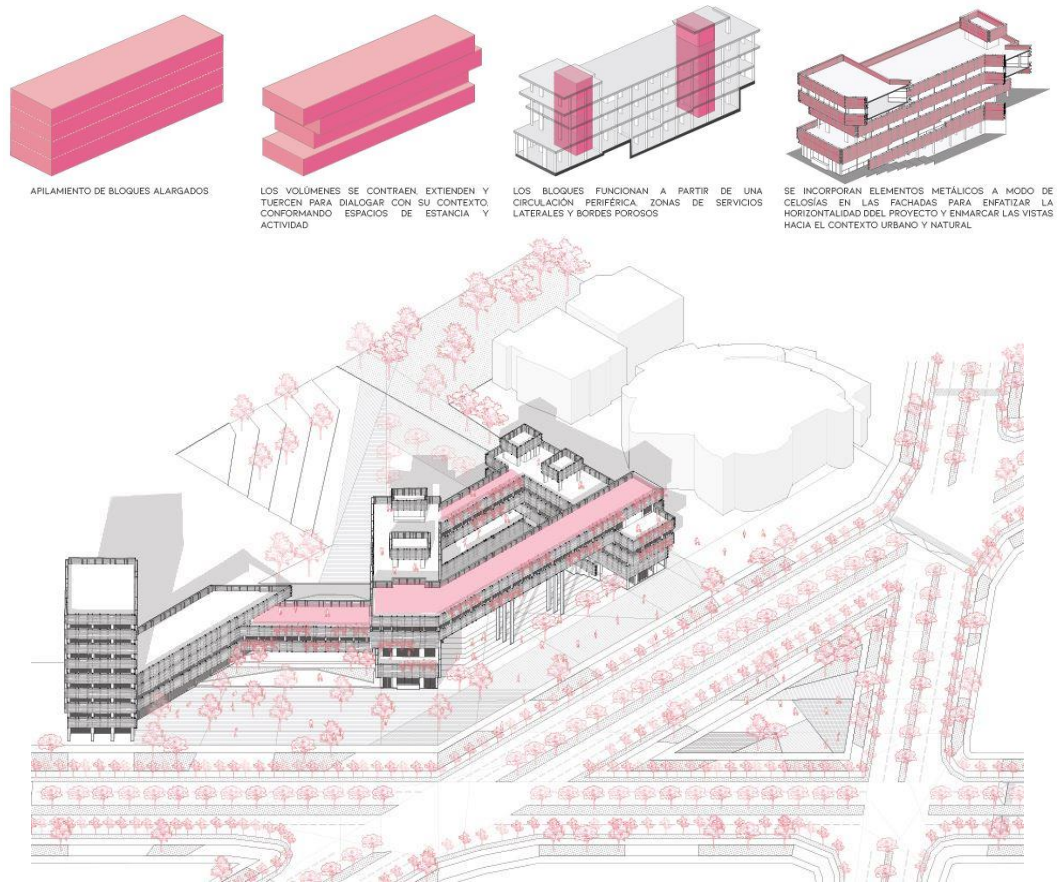 APILAMIENTO DE BLOQUES ALARGADOS
LOS VOLÚMENES SE CONTRAEN, EXTIENDEN Y
TUERCEN PARA DIALOGAR CON SU CONTEXTO,
CONFORMANDO ESPACIOS DE ESTANCIA Y
ACTIVIDAD
LOS BLOQUES FUNCIONAN A PARTIR DE UNA
CIRCULACIÓN PERIFÉRICA, ZONAS DE SERVICIOS
LATERALES Y BORDES POROSOS
SE INCORPORAN ELEMENTOS METÁLICOS A MODO DE
CELOSÍAS EN LAS FACHADAS PARA ENFATIZAR LA
HORIZONTALIDAD DDEL PROYECTO Y ENMARCAR LAS VISTAS
HACIA EL CONTEXTO URBANO Y NATURAL